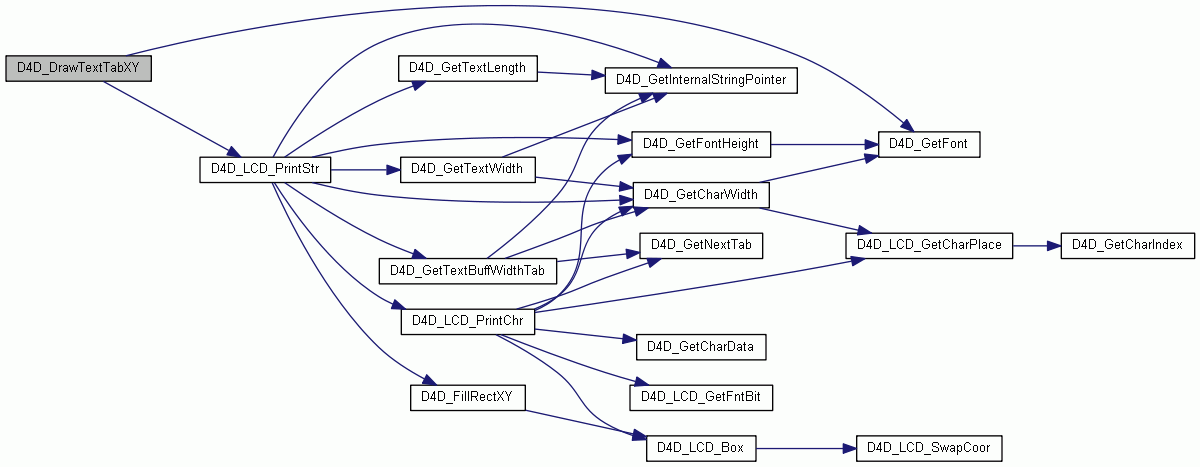 D4D_DrawTextTabXY
D4D_GetTextLength
D4D_GetInternalStringPointer
D4D_GetFontHeight
D4D_GetFont
D4D_LCD_PrintStr
D4D_GetTextWidth
D4D_GetCharWidth
D4D_GetNextTab
D4D_LCD_GetCharPlace
D4D_GetCharIndex
D4D_GetTextBuffWidthTab
D4D_LCD_PrintChr
D4D_GetCharData
D4D_FillRectXY
D4D_LCD_GetFntBit
D4D_LCD_Box
D4D_LCD_SwapCoor